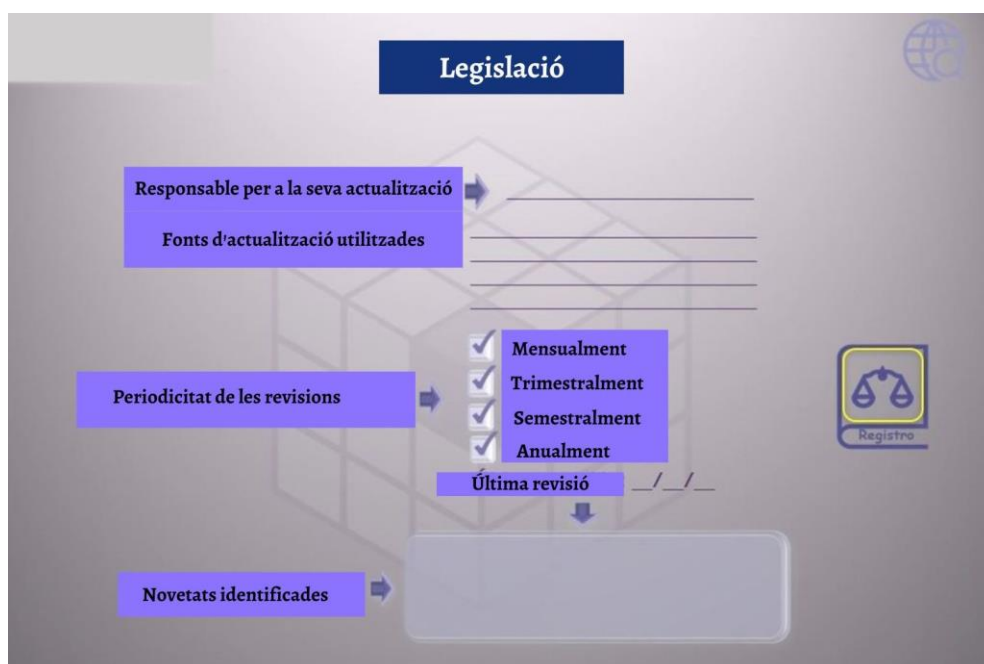 Legislació
Responsable per a la seva actualització
Fonts d'actualització utilitzades
Mensualment
Trimestralment
Periodicitat de les revisions
Semestralment
Anualment
Última revisió __/__/__
Novetats identificades
Registro